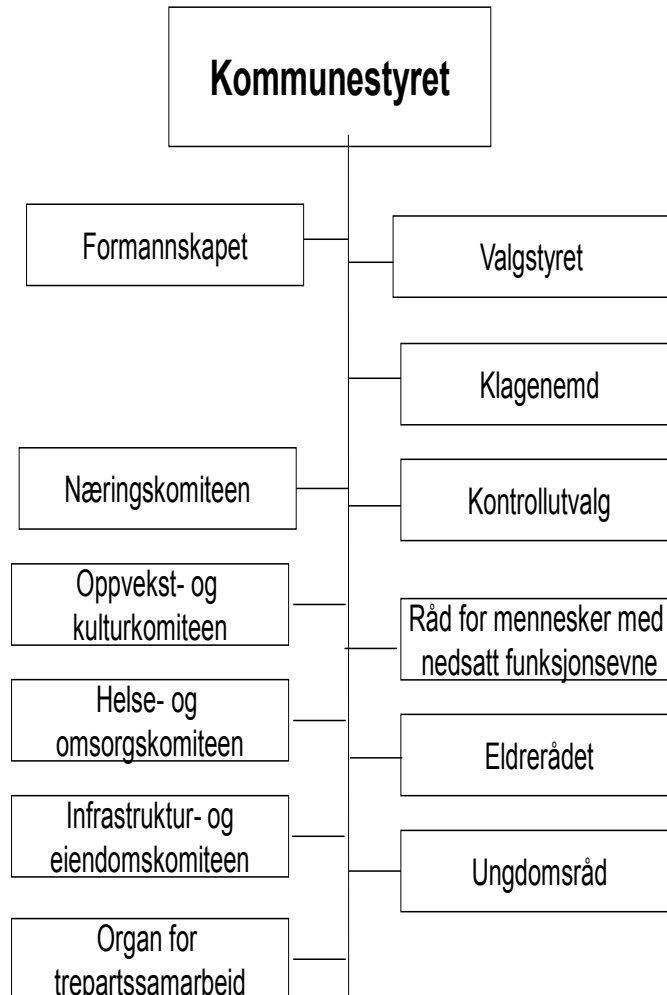 Kommunestyret
Formannskapet
Valgstyret
Klagenemd
Næringskomiteen
Kontrollutvalg
Oppvekst- og
kulturkomiteen
Råd for mennesker med
nedsatt funksjonsevne
Helse- og
omsorgskomiteen
Eldrerådet
Infrastruktur- og
eiendomskomiteen
Ungdomsråd
Organ for
trepartssamarbeid